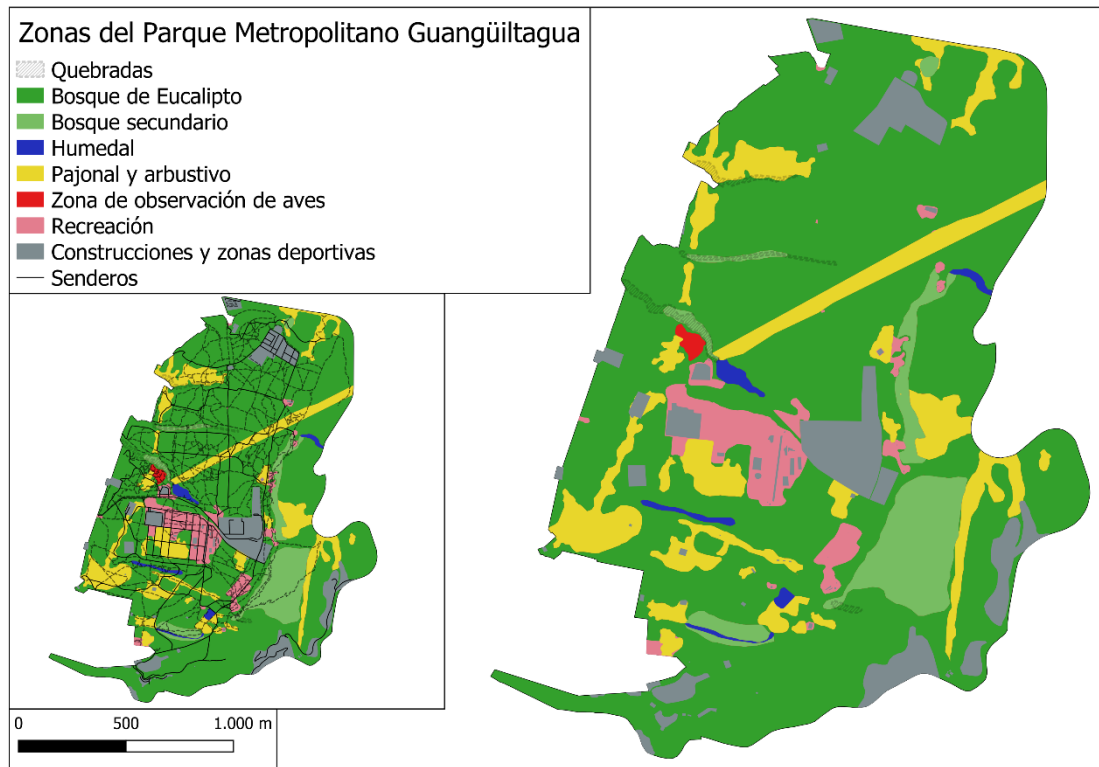 Zonas del Parque Metropolitano Guangüiltagua
Quebradas
Bosque de Eucalipto
Bosque secundario
Humedal
Pajonal y arbustivo
Zona de observación de aves
Recreación
Construcciones y zonas deportivas
Senderos
0 500 1.000 m